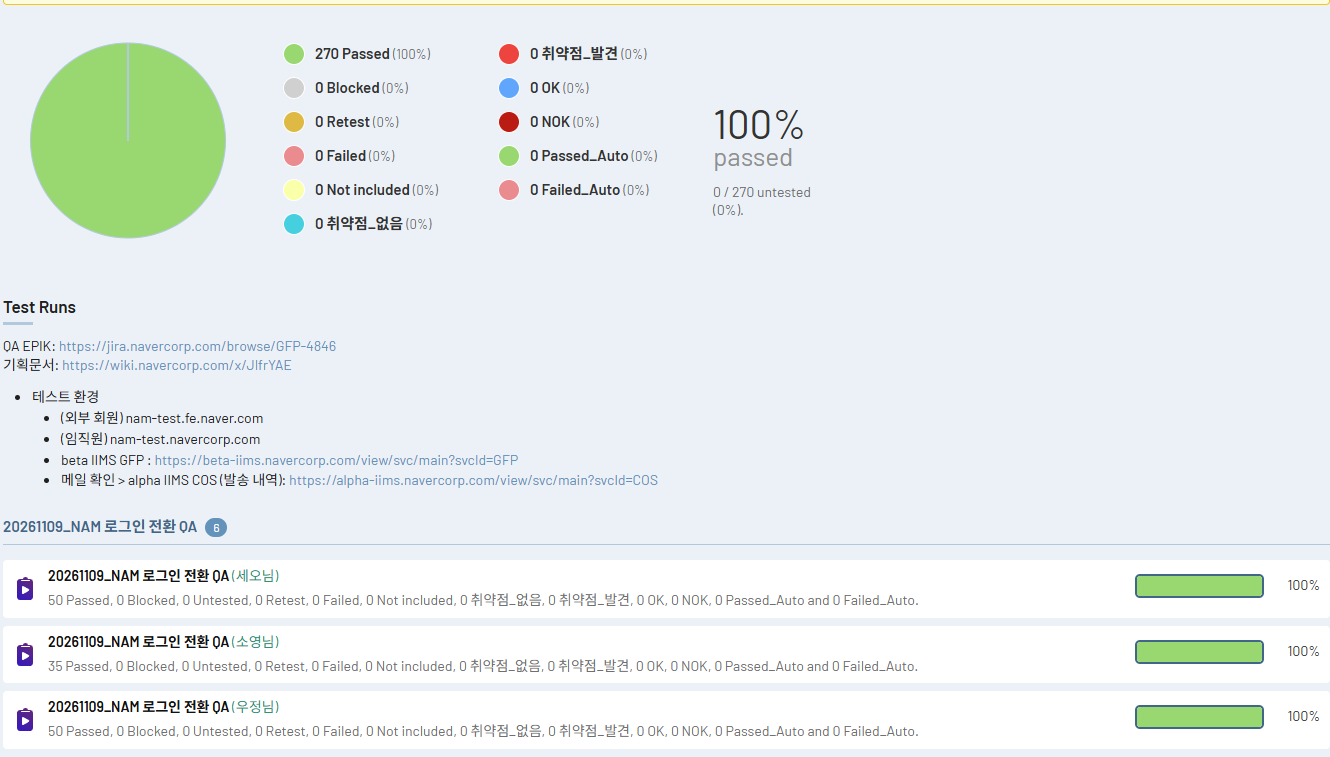 270 Passed (100%)
0 Blocked (0%)
0 Retest (0%)
0 Failed (0%)
0 Not included (0%)
0 취약점_없음 (0%)
0 취약점_발견 (0%)
0 OK (0%)
0 NOK (0%)
0 Passed_Auto (0%)
0 Failed_Auto (0%)
100%
passed
0 / 270 untested
(0%).
Test Runs
QA EPIK: https://jira.navercorp.com/browse/GFP-4846
기획문서: https://wiki.navercorp.com/x/JIfrYAE
테스트 환경
(외부 회원) nam-test.fe.naver.com
(임직원) nam-test.navercorp.com
beta IIMS GFP : https://beta-iims.navercorp.com/view/svc/main?svcId=GFP
메일 확인 > alpha IIMS COS (발송 내역): https://alpha-iims.navercorp.com/view/svc/main?svcId=COS
20261109_NAM 로그인 전환 QA 6
20261109_NAM 로그인 전환 QA (세오님)
50 Passed, 0 Blocked, 0 Untested, 0 Retest, 0 Failed, 0 Not included, 0 취약점_없음, 0 취약점_발견, 0 OK, 0 NOK, 0 Passed_Auto and 0 Failed_Auto.
100%
20261109_NAM 로그인 전환 QA (소영님)
35 Passed, 0 Blocked, 0 Untested, 0 Retest, 0 Failed, 0 Not included, 0 취약점_없음, 0 취약점_발견, 0 OK, 0 NOK, 0 Passed_Auto and 0 Failed_Auto.
100%
20261109_NAM 로그인 전환 QA (우정님)
50 Passed, 0 Blocked, 0 Untested, 0 Retest, 0 Failed, 0 Not included, 0 취약점_없음, 0 취약점_발견, 0 OK, 0 NOK, 0 Passed_Auto and 0 Failed_Auto.
100%